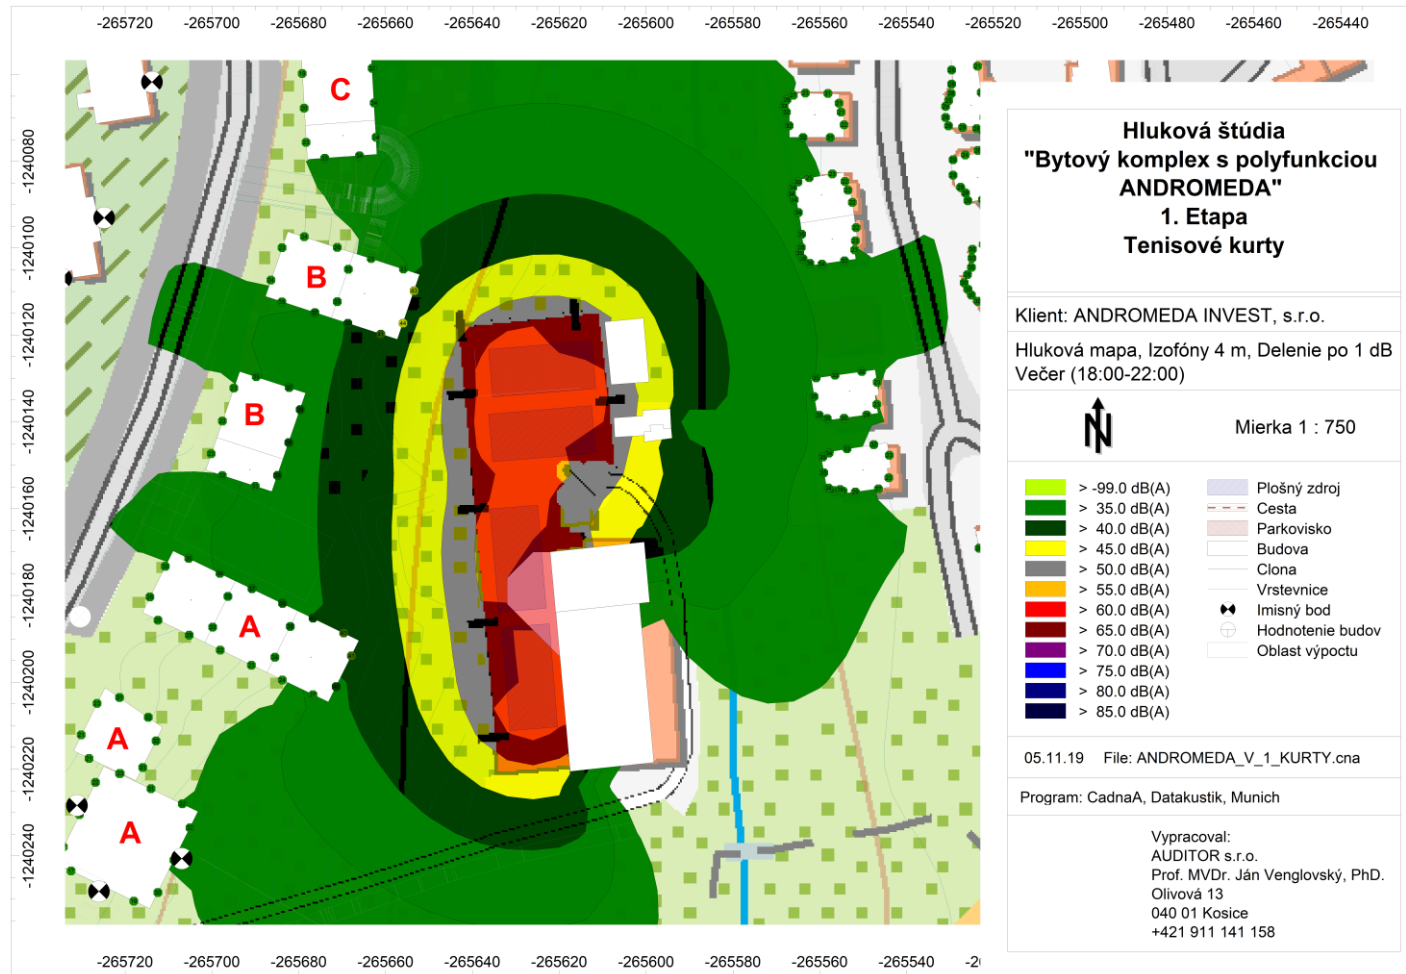 -265720 -265700 -265680 -265660 -265640 -265620 -265600 -265580 -265560 -265540 -265520 -265500 -265480 -265460 -265440
-1240080
-1240100
-1240120
-1240140
-1240160
-1240180
-1240200
-1240220
-1240240
C
B
B
A
A
A
Hluková štúdia
"Bytový komplex s polyfunkciou
ANDROMEDA"
1. Etapa
Tenisové kurty
Klient: ANDROMEDA INVEST, s.r.o.
Hluková mapa, Izofóny 4 m, Delenie po 1 dB
Večer (18:00-22:00)
N
Mierka 1 : 750
> -99.0 dB(A)
> 35.0 dB(A)
> 40.0 dB(A)
> 45.0 dB(A)
> 50.0 dB(A)
> 55.0 dB(A)
> 60.0 dB(A)
> 65.0 dB(A)
> 70.0 dB(A)
> 75.0 dB(A)
> 80.0 dB(A)
> 85.0 dB(A)
Plošný zdroj
Cesta
Parkovisko
Budova
Clona
Vrstevnice
Imisný bod
Hodnotenie budov
Oblast výpoctu
05.11.19 File: ANDROMEDA_V_1_KURTY.cna
Program: CadnaA, Datakustik, Munich
Vypracoval:
AUDITOR s.r.o.
Prof. MVDr. Ján Venglovský, PhD.
Olivová 13
040 01 Kosice
+421 911 141 158
-265720 -265700 -265680 -265660 -265640 -265620 -265600 -265580 -265560 -265540